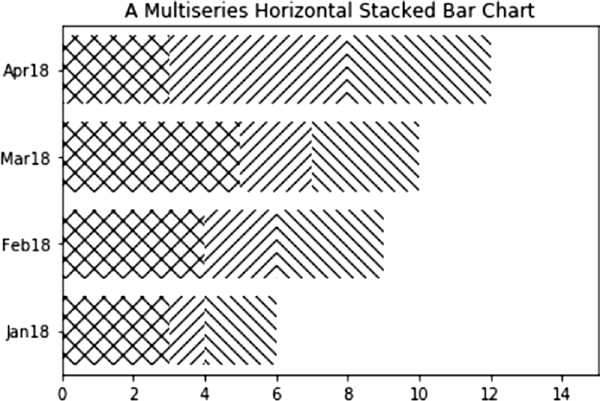 A Multiseries Horizontal Stacked Bar Chart
Apr18
Mar18
Feb18
Jan18
0 2 4 6 8 10 12 14